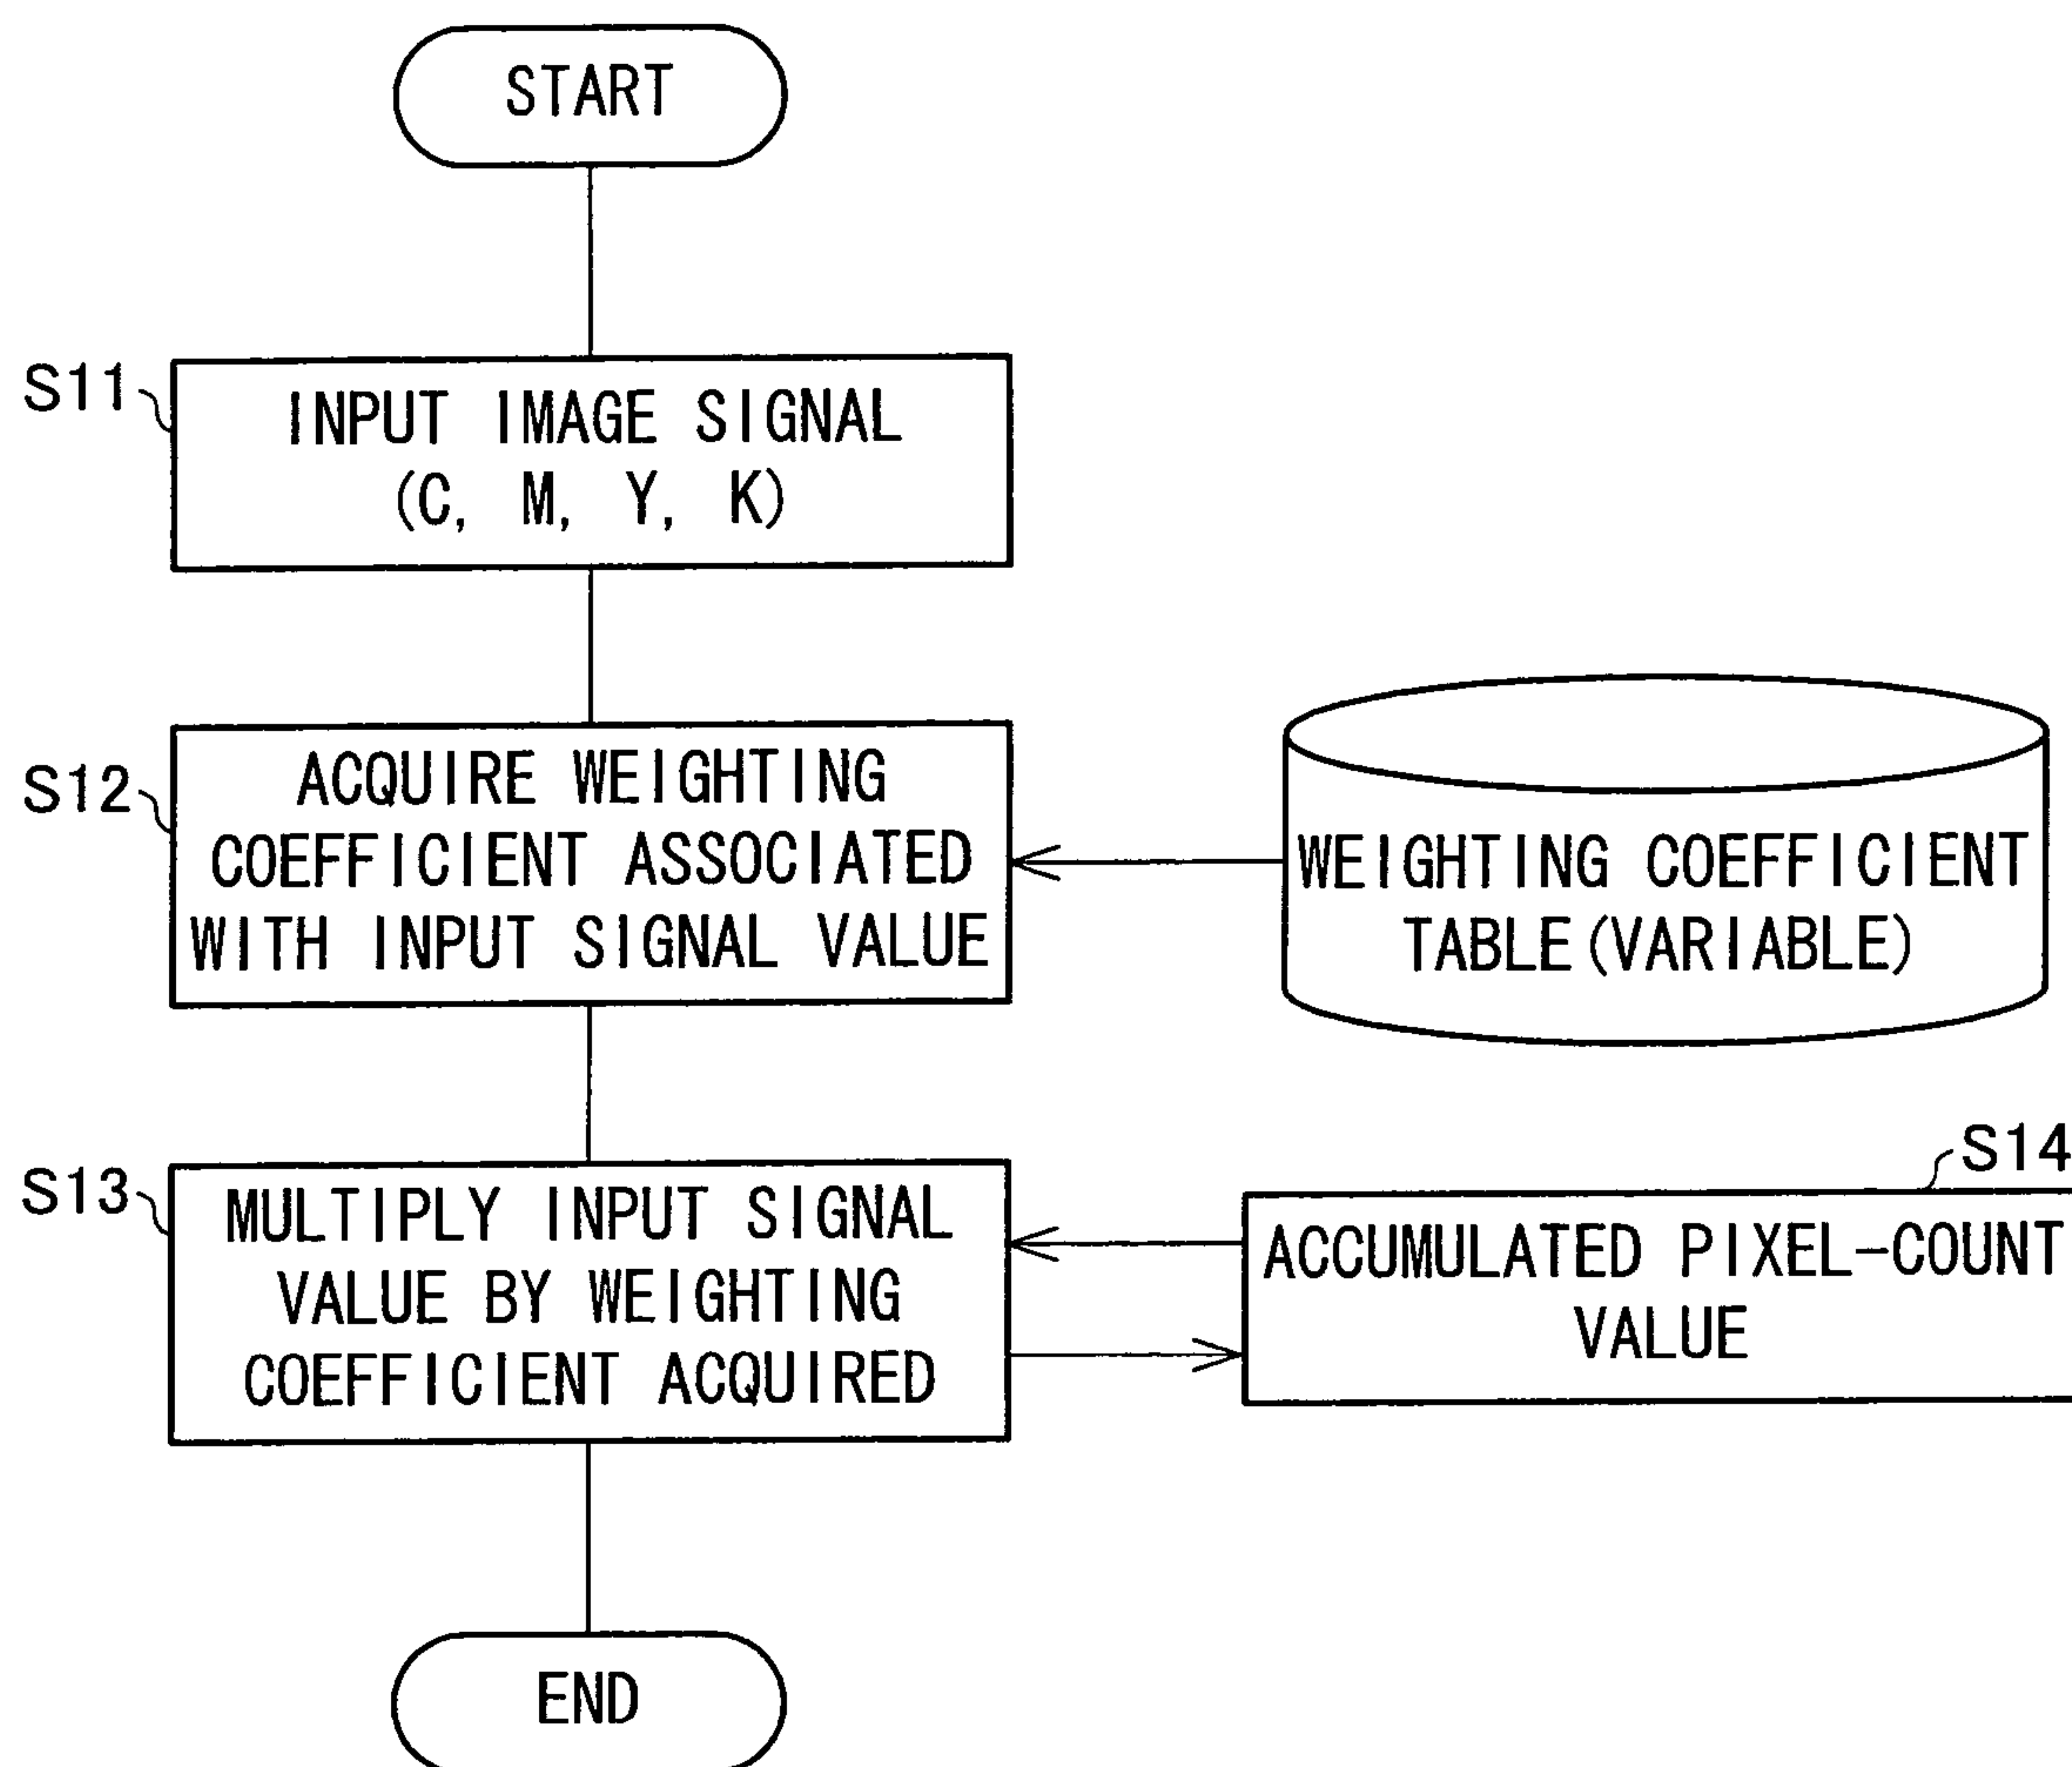 START
S11
INPUT IMAGE SIGNAL
(C, M, Y, K)
S12
ACQUIRE WEIGHTING
COEFFICIENT ASSOCIATED
WITH INPUT SIGNAL VALUE
WEIGHTING COEFFICIENT
TABLE(VARIABLE)
S13
MULTIPLY INPUT SIGNAL
VALUE BY WEIGHTING
COEFFICIENT ACQUIRED
S14
ACCUMULATED PIXEL-COUNT
VALUE
END